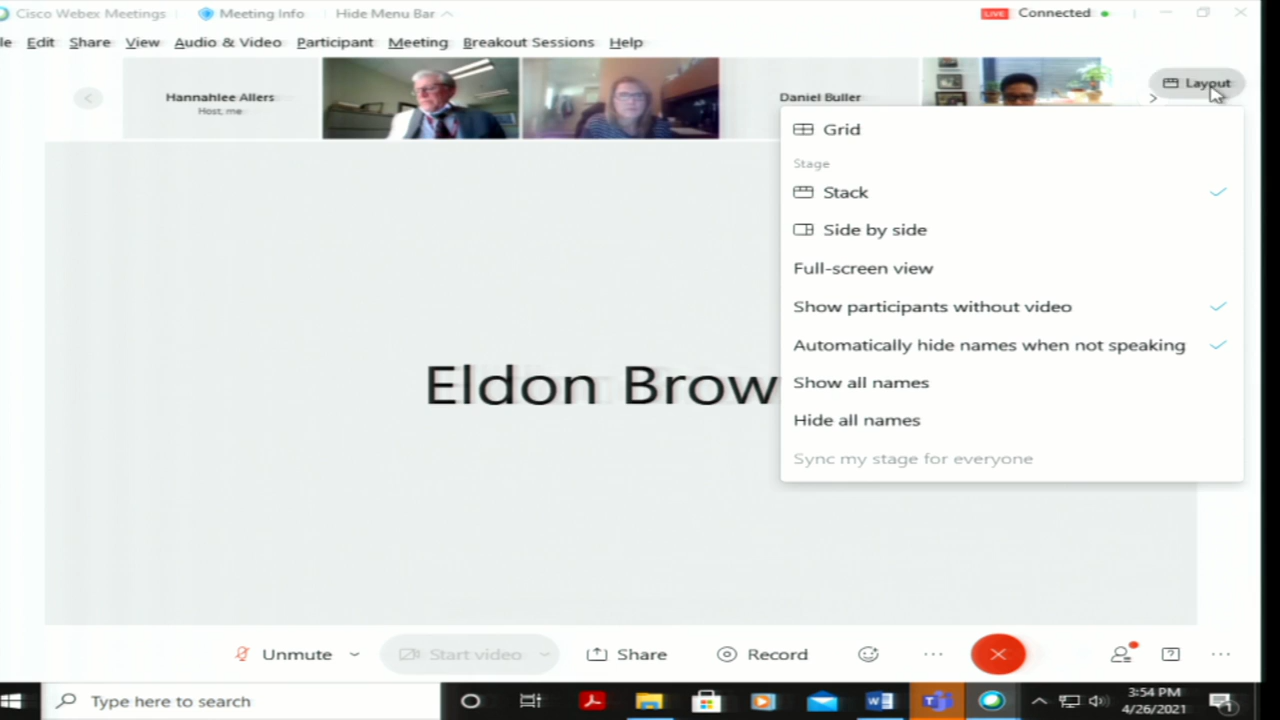 Cisco Webex Meetings
Meeting Info
Hide Menu Bar
LIVE
Connected
le Edit Share View Audio & Video Participant Meeting Breakout Sessions Help
Hannahlee Allers
Host, me
Daniel Buller
Layout
Grid
Stage
Stack
Side by side
Full-screen view
Show participants without video
Automatically hide names when not speaking
Show all names
Hide all names
Sync my stage for everyone
Eldon Brow
Unmute
Start video
Share
Record
Type here to search
3:54 PM
4/26/2021
1